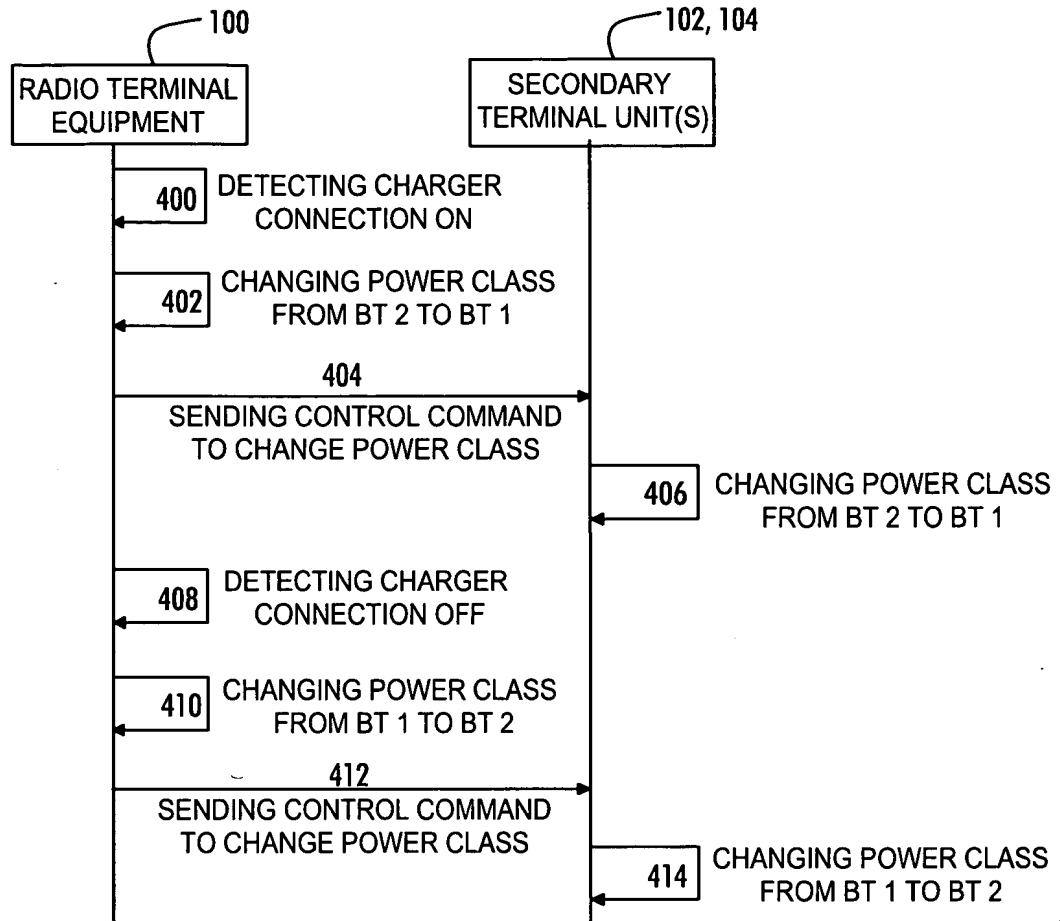 100
102, 104
RADIO TERMINAL
EQUIPMENT
SECONDARY
TERMINAL UNIT(S)
400
DETECTING CHARGER
CONNECTION ON
402
CHANGING POWER CLASS
FROM BT 2 TO BT 1
404
SENDING CONTROL COMMAND
TO CHANGE POWER CLASS
406
CHANGING POWER CLASS
FROM BT 2 TO BT 1
408
DETECTING CHARGER
CONNECTION OFF
410
CHANGING POWER CLASS
FROM BT 1 TO BT 2
412
SENDING CONTROL COMMAND
TO CHANGE POWER CLASS
414
CHANGING POWER CLASS
FROM BT 1 TO BT 2